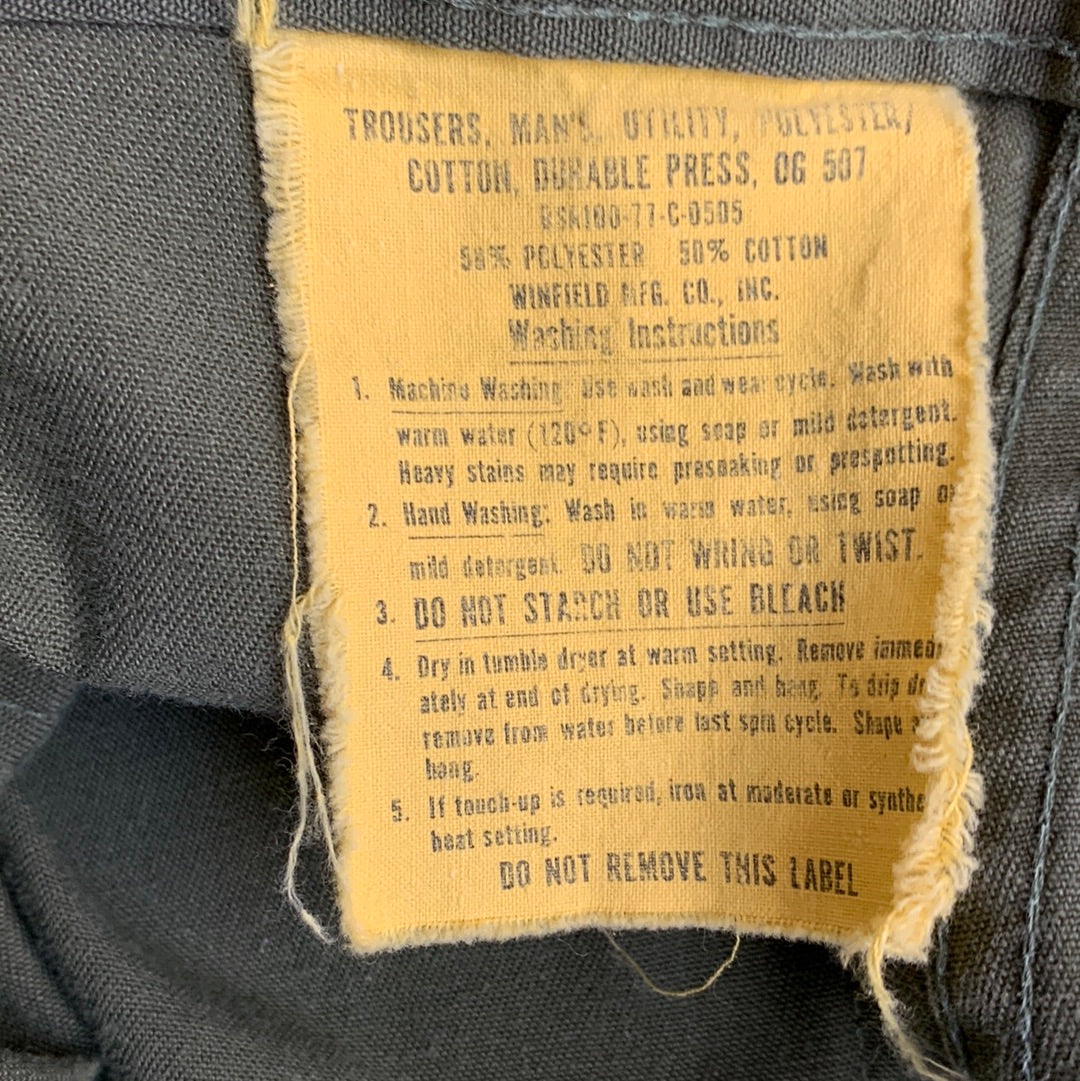 TROUSERS, MAN'S, UTILITY, POLYESTER/
COTTON, DURABLE PRESS, OG 507
DSA100-77-C-0505
50% POLYESTER 50% COTTON
WINFIELD MFG. CO., INC.
Washing Instructions
1. Machine Washing: Use wash and wear cycle. Wash with
warm water (120°F), using soap or mild detergent.
Heavy stains may require presoaking or prespotting.
2. Hand Washing: Wash in warm water, using soap or
mild detergent. DO NOT WRING OR TWIST.
3. DO NOT STARCH OR USE BLEACH
4. Dry in tumble dryer at warm setting. Remove immedi
ately at end of drying. Shape and hang. To drip
remove from water before last spin cycle. Shape
hang.
5. If touch-up is required, iron at moderate or synthe
heat setting.
DO NOT REMOVE THIS LABEL